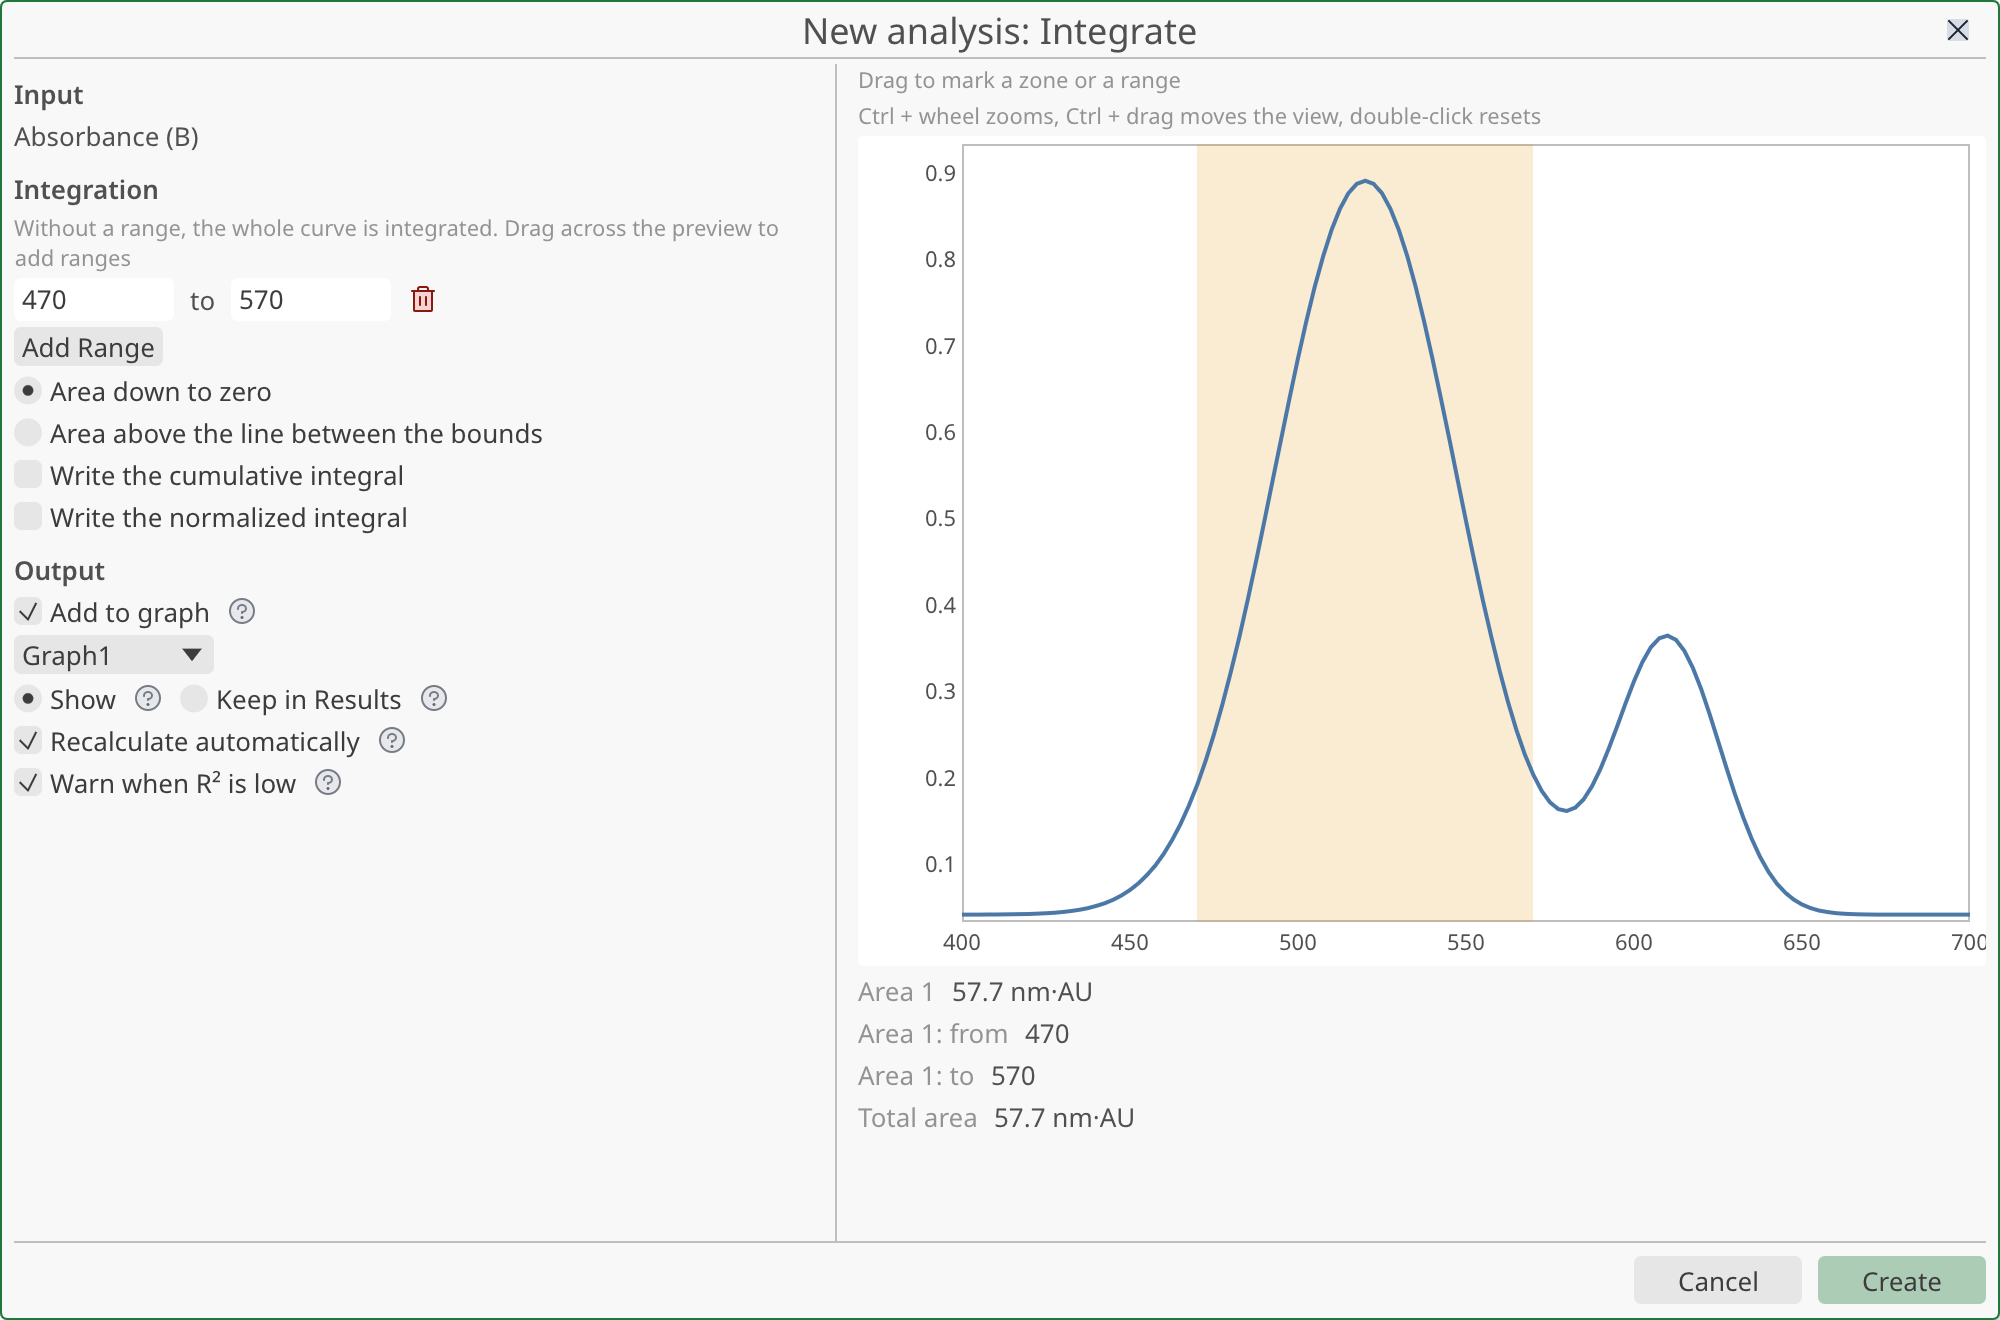 New analysis: Integrate
Input
Absorbance (B)
Integration
Without a range, the whole curve is integrated. Drag across the preview to
add ranges
470 to 570
Add Range
Area down to zero
Area above the line between the bounds
Write the cumulative integral
Write the normalized integral
Output
Add to graph ?
Graph1
Show ? Keep in Results ?
Recalculate automatically ?
Warn when R² is low ?
Drag to mark a zone or a range
Ctrl + wheel zooms, Ctrl + drag moves the view, double-click resets
0.9
0.8
0.7
0.6
0.5
0.4
0.3
0.2
0.1
400 450 500 550 600 650 700
Area 1 57.7 nm·AU
Area 1: from 470
Area 1: to 570
Total area 57.7 nm·AU
Cancel Create